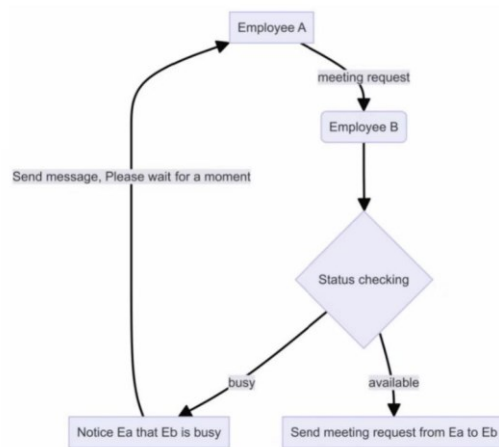 Employee A
meeting request
Employee B
Send message, Please wait for a moment
Status checking
busy
available
Notice Ea that Eb is busy
Send meeting request from Ea to Eb